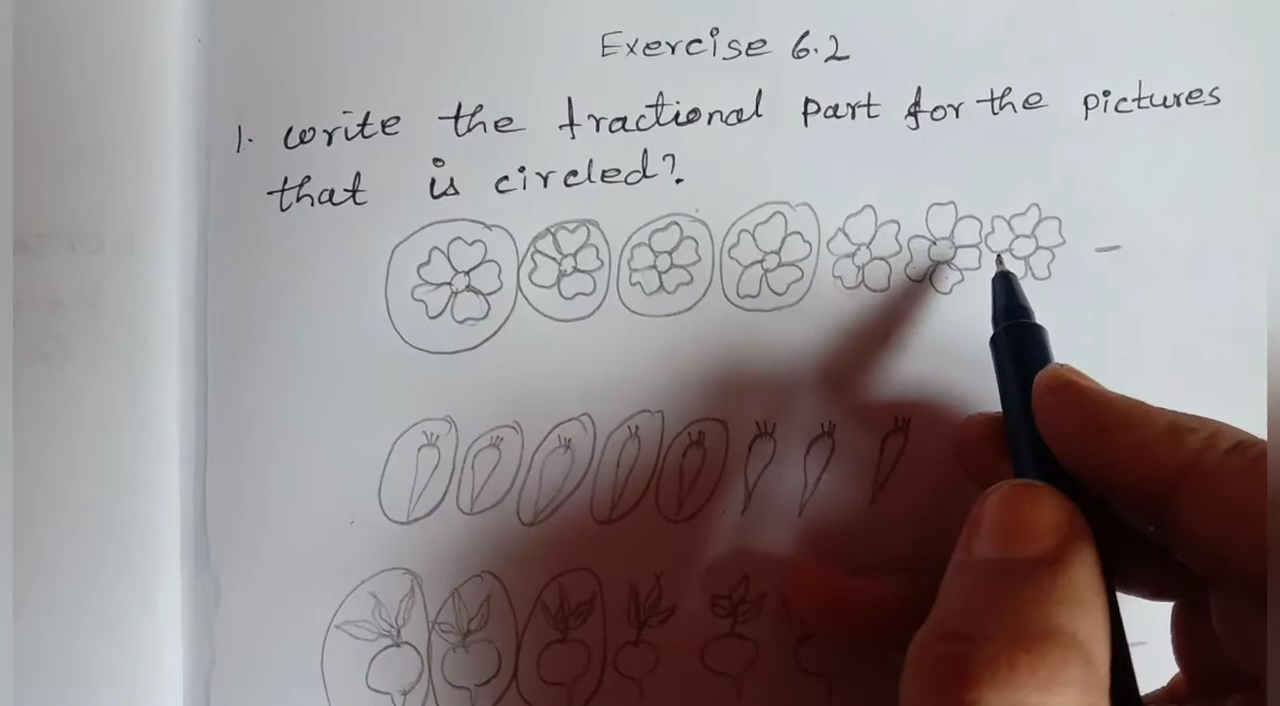 Exercise 6.2
1. write the fractional part for the pictures
that is circled?